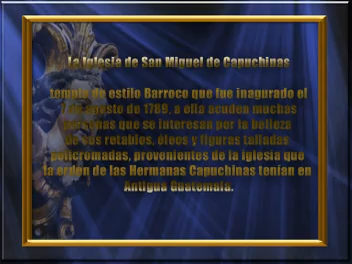 La Iglesia de San Miguel de Capuchinas
templo de estilo Barroco que fue inagurado el
7 de agosto de 1789, a ella acuden muchas
personas que se interesan por la belleza
de sus retablos, óleos y figuras talladas
policromadas, provenientes de la iglesia que
la orden de las Hermanas Capuchinas tenían en
Antigua Guatemala.